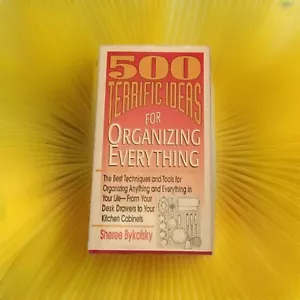 500
TERRIFIC IDEAS
FOR
ORGANIZING
EVERYTHING
The Best Techniques and Tools for
Organizing Anything and Everything in
Your Life—From Your
Desk Drawers to Your
Kitchen Cabinets
Sheree Bykofsky